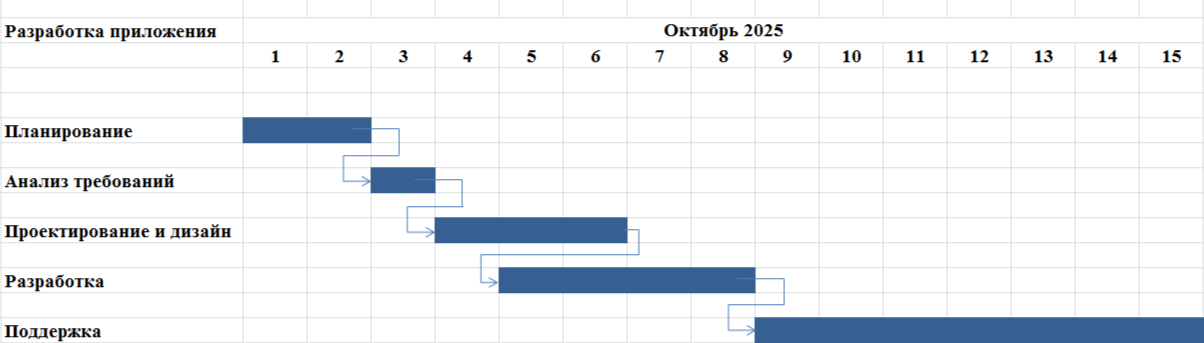 Разработка приложения
Октябрь 2025
1 2 3 4 5 6 7 8 9 10 11 12 13 14 15
Планирование
Анализ требований
Проектирование и дизайн
Разработка
Поддержка